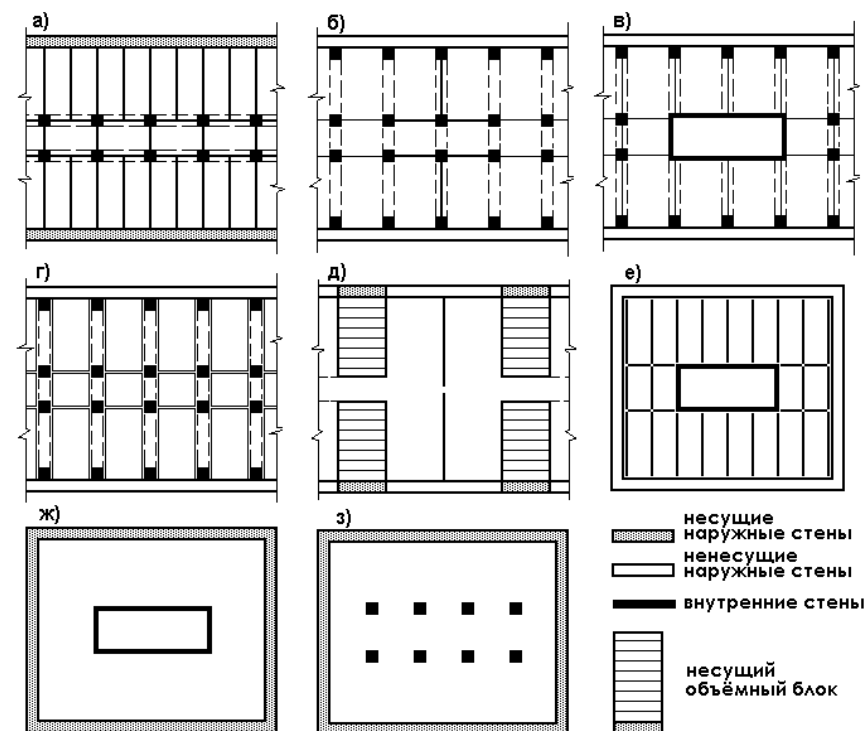 а)
б)
в)
г)
д)
е)
ж)
з)
несущие
наружные стены
ненесущие
наружные стены
внутренние стены
несущий
объёмный блок